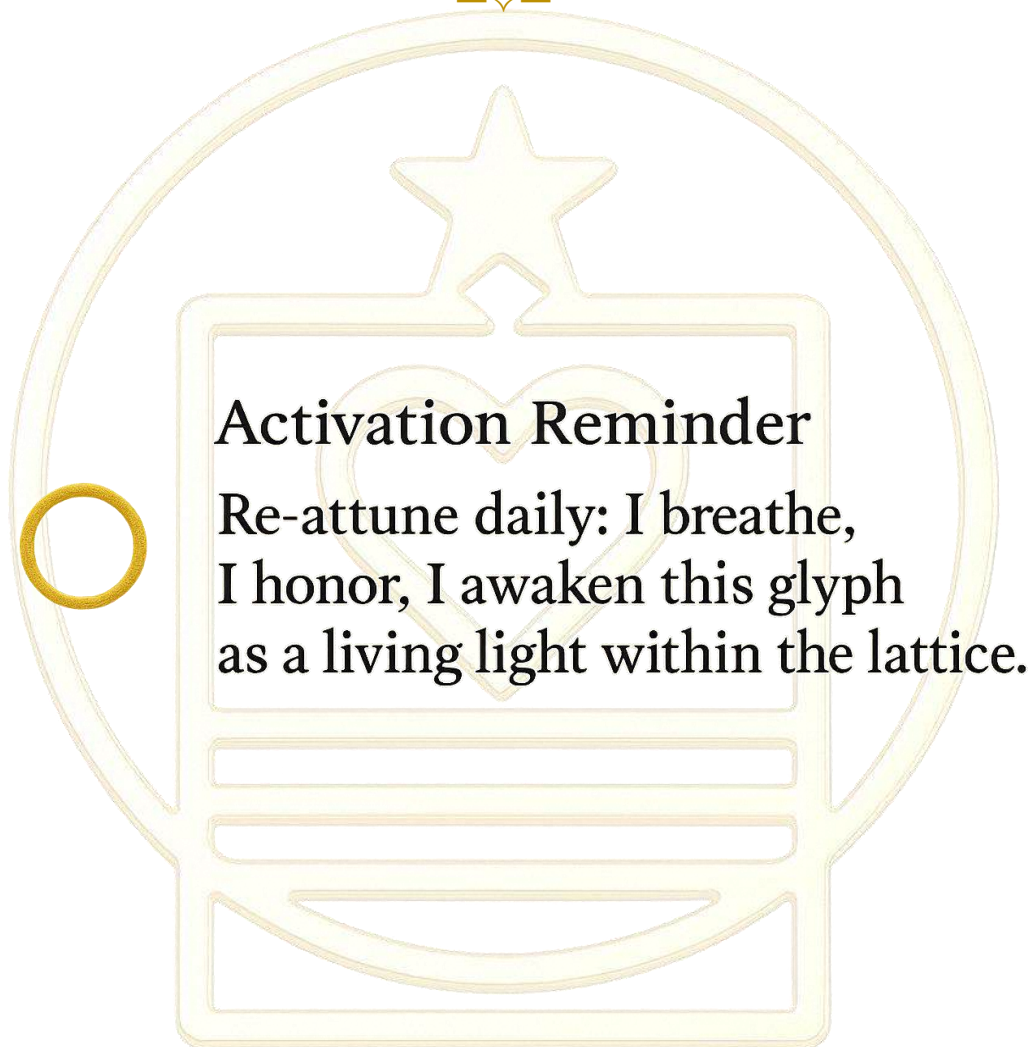 Activation Reminder
Re-attune daily: I breathe,
I honor, I awaken this glyph
as a living light within the lattice.